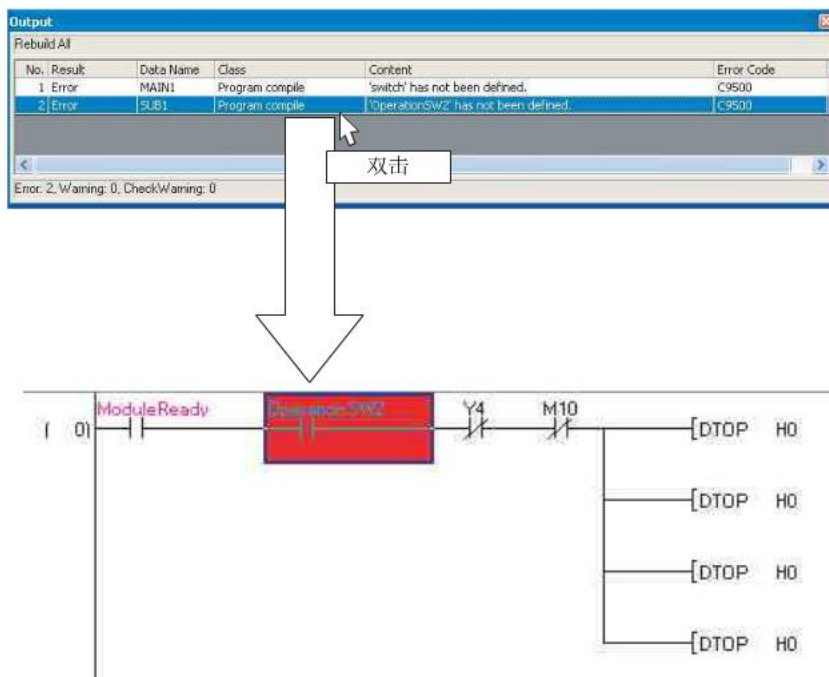 Output
Rebuild All
No. Result Data Name Class Content Error Code
1 Error MAIN1 Program compile 'switch' has not been defined. C9500
2 Error SUB1 Program compile 'OperationSW2' has not been defined. C9500
双击
Error: 2, Warning: 0, CheckWarning: 0
ModuleReady OperationSW2 Y4 M10
( 0) [DTOP H0
[DTOP H0
[DTOP H0
[DTOP H0